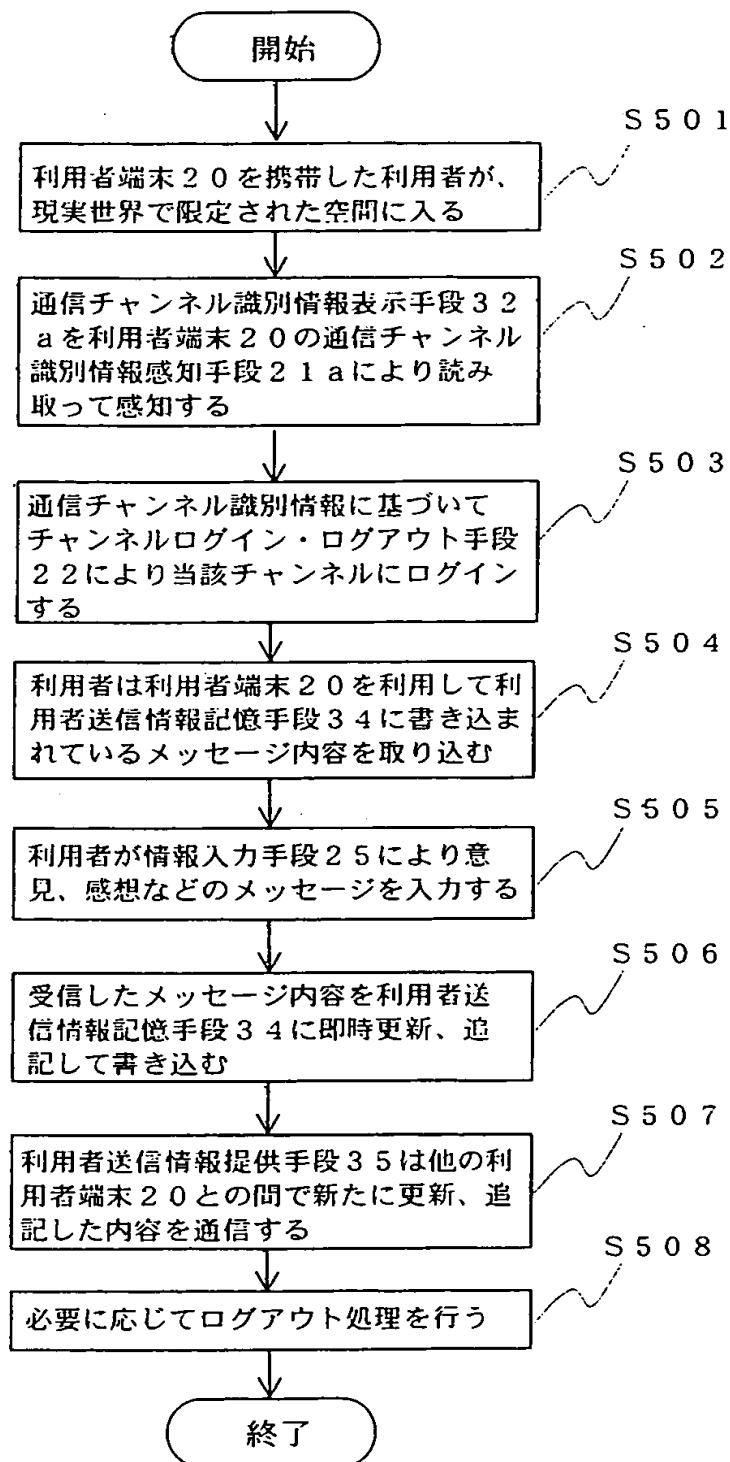 開始
S501
利用者端末20を携帯した利用者が、
現実世界で限定された空間に入る
S502
通信チャンネル識別情報表示手段32
aを利用者端末20の通信チャンネル
識別情報感知手段21aにより読み
取って感知する
S503
通信チャンネル識別情報に基づいて
チャンネルログイン・ログアウト手段
22により当該チャンネルにログイン
する
S504
利用者は利用者端末20を利用して利
用者送信情報記憶手段34に書き込ま
れているメッセージ内容を取り込む
S505
利用者が情報入力手段25により意
見、感想などのメッセージを入力する
S506
受信したメッセージ内容を利用者送
信情報記憶手段34に即時更新、追
記して書き込む
S507
利用者送信情報提供手段35は他の利
用者端末20との間で新たに更新、追
記した内容を通信する
S508
必要に応じてログアウト処理を行う
終了